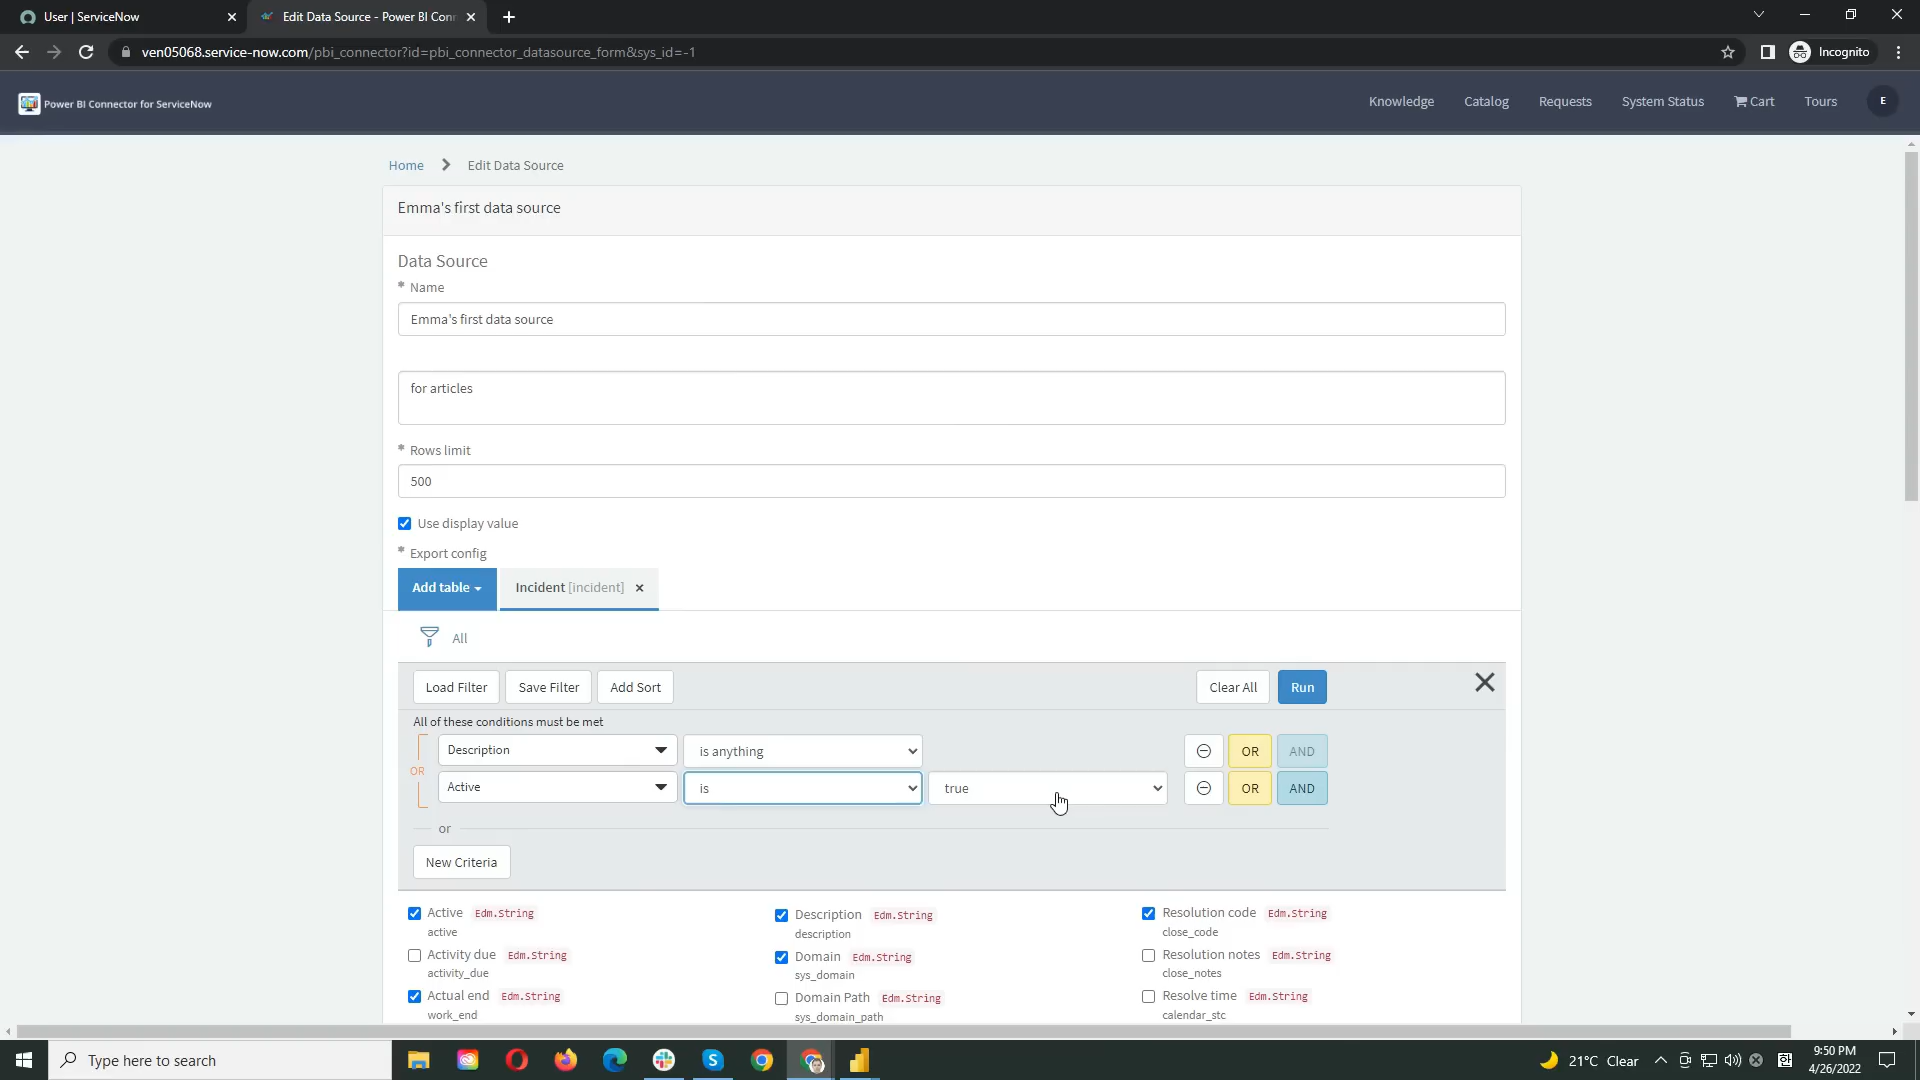 User | ServiceNow
Edit Data Source - Power BI Conn
ven05068.service-now.com/pbi_connector?id=pbi_connector_datasource_form&sys_id=-1
Incognito
Power BI Connector for ServiceNow
Knowledge
Catalog
Requests
System Status
Cart
Tours
E
Home
Edit Data Source
Emma's first data source
Data Source
* Name
Emma's first data source
for articles
* Rows limit
500
Use display value
* Export config
Add table
Incident [incident]
All
Load Filter
Save Filter
Add Sort
Clear All
Run
All of these conditions must be met
Description
is anything
OR
AND
OR
Active
is
true
OR
AND
or
New Criteria
Active Edm.String
active
Description Edm.String
description
Resolution code Edm.String
close_code
Activity due Edm.String
activity_due
Domain Edm.String
sys_domain
Resolution notes Edm.String
close_notes
Actual end Edm.String
work_end
Domain Path Edm.String
sys_domain_path
Resolve time Edm.String
calendar_stc
Type here to search
21°C Clear
9:50 PM
4/26/2022